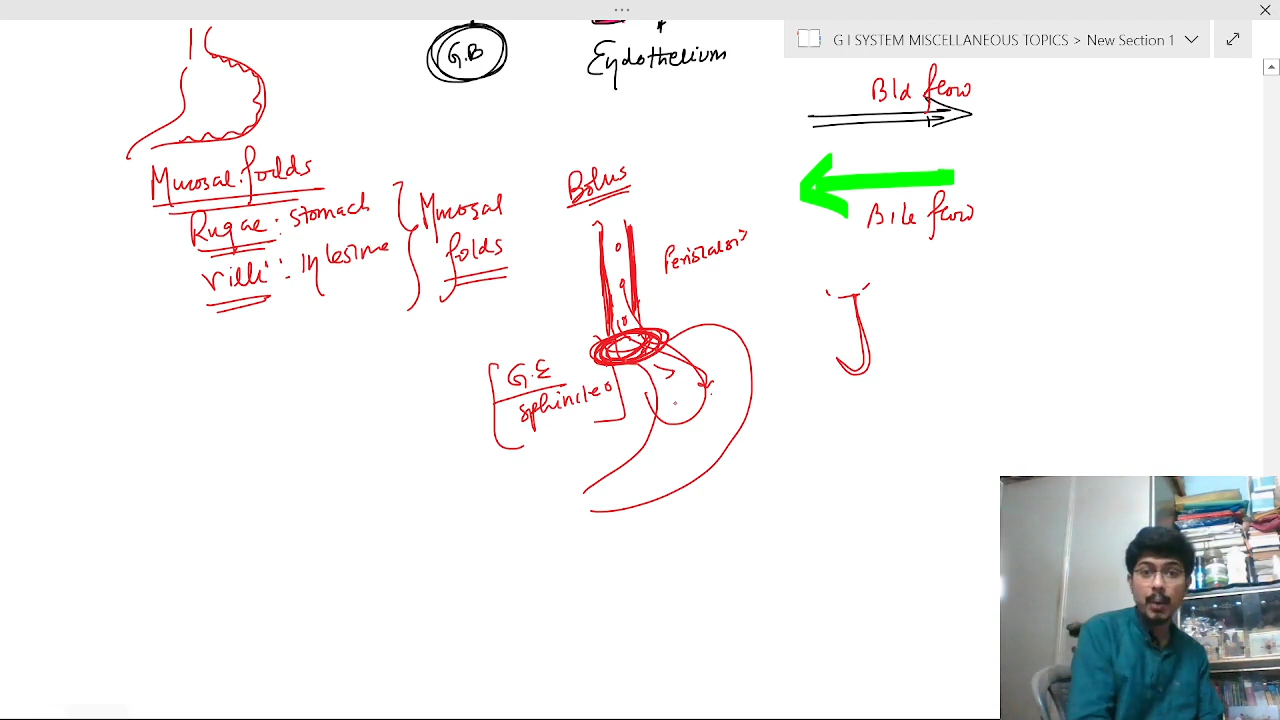 G I SYSTEM MISCELLANEOUS TOPICS > New Section 1
G.B
Endothelium
Bld flow
Bile flow
Mucosal folds
Rugae: stomach
villi: Intestine
Mucosal
folds
Bolus
Peristalsis
G.E
Sphincter
J